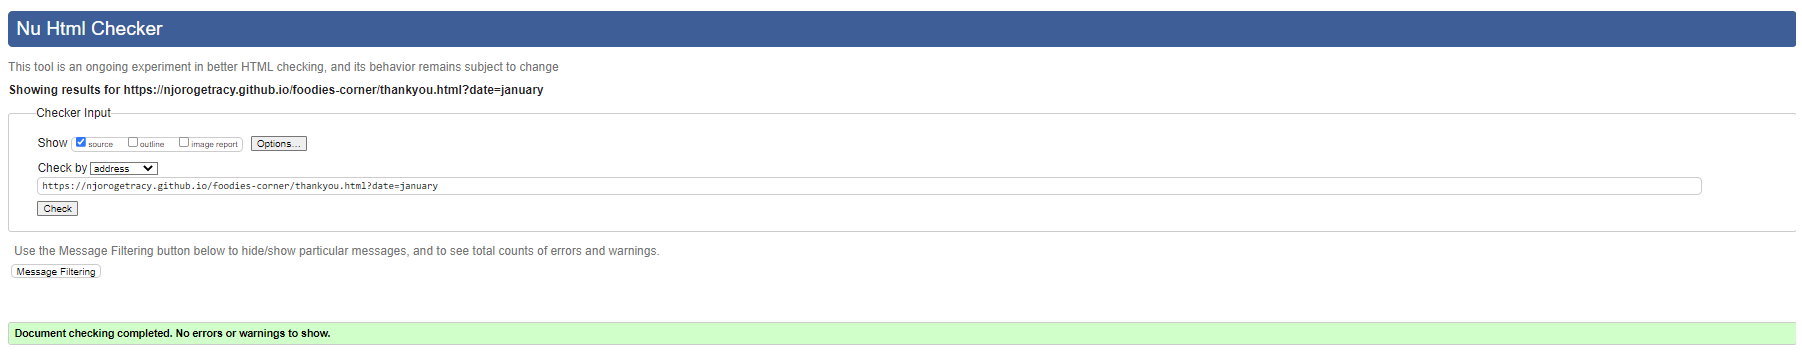 Nu Html Checker
This tool is an ongoing experiment in better HTML checking, and its behavior remains subject to change
Showing results for https://njorogetracy.github.io/foodies-corner/thankyou.html?date=january
Checker Input
Show source outline image report Options...
Check by address
https://njorogetracy.github.io/foodies-corner/thankyou.html?date=january
Check
Use the Message Filtering button below to hide/show particular messages, and to see total counts of errors and warnings.
Message Filtering
Document checking completed. No errors or warnings to show.